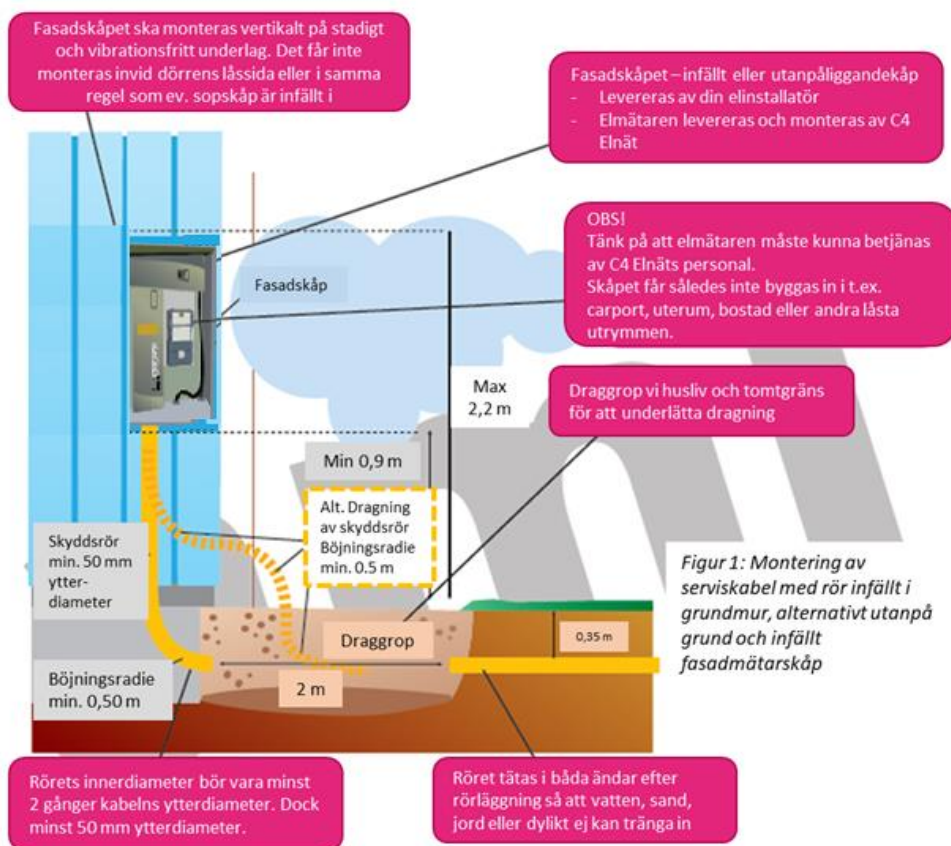 Fasadskåpet ska monteras vertikalt på stadigt
och vibrationsfritt underlag. Det får inte
monteras invid dörrens låssida eller i samma
regel som ev. sopskåp är infällt i
Fasadskåpet – infällt eller utanpåliggandekåp
- Levereras av din elinstallatör
- Elmätaren levereras och monteras av C4
Elnät
OBS!
Tänk på att elmätaren måste kunna betjänas
av C4 Elnäts personal.
Skåpet får således inte byggas in i t.ex.
carport, uterum, bostad eller andra låsta
utrymmen.
Fasadskåp
Max
2,2 m
Draggrop vi husliv och tomtgräns
för att underlätta dragning
Min 0,9 m
Alt. Dragning
av skyddsrör
Böjningsradie
min. 0.5 m
Skyddsrör
min. 50 mm
ytter-
diameter
Figur 1: Montering av
serviskabel med rör infällt i
grundmur, alternativt utanpå
grund och infällt
fasadmätarskåp
Draggrop
0,35 m
Böjningsradie
min. 0,50 m
2 m
Rörets innerdiameter bör vara minst
2 gånger kabelns ytterdiameter. Dock
minst 50 mm ytterdiameter.
Röret tätas i båda ändar efter
rörläggning så att vatten, sand,
jord eller dylikt ej kan tränga in